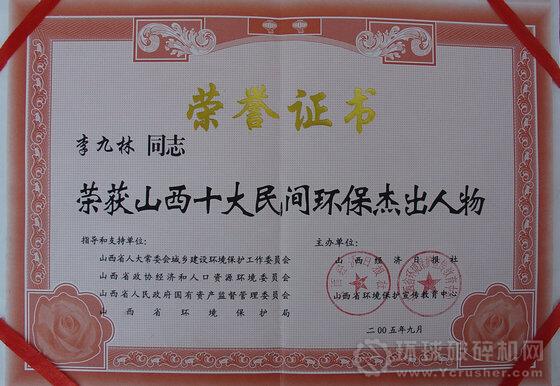 荣誉证书
李九林 同志
荣获山西十大民间环保杰出人物
指导和支持单位:
山西省人大常委会城乡建设环境保护工作委员会
山西省政协经济和人口资源环境委员会
山西省人民政府国有资产监督管理委员会
山西省环境保护局
主办单位:
山西经济日报社
山西省环境保护宣传教育中心
二00五年九月
环球破碎机网
Ycrusher.com